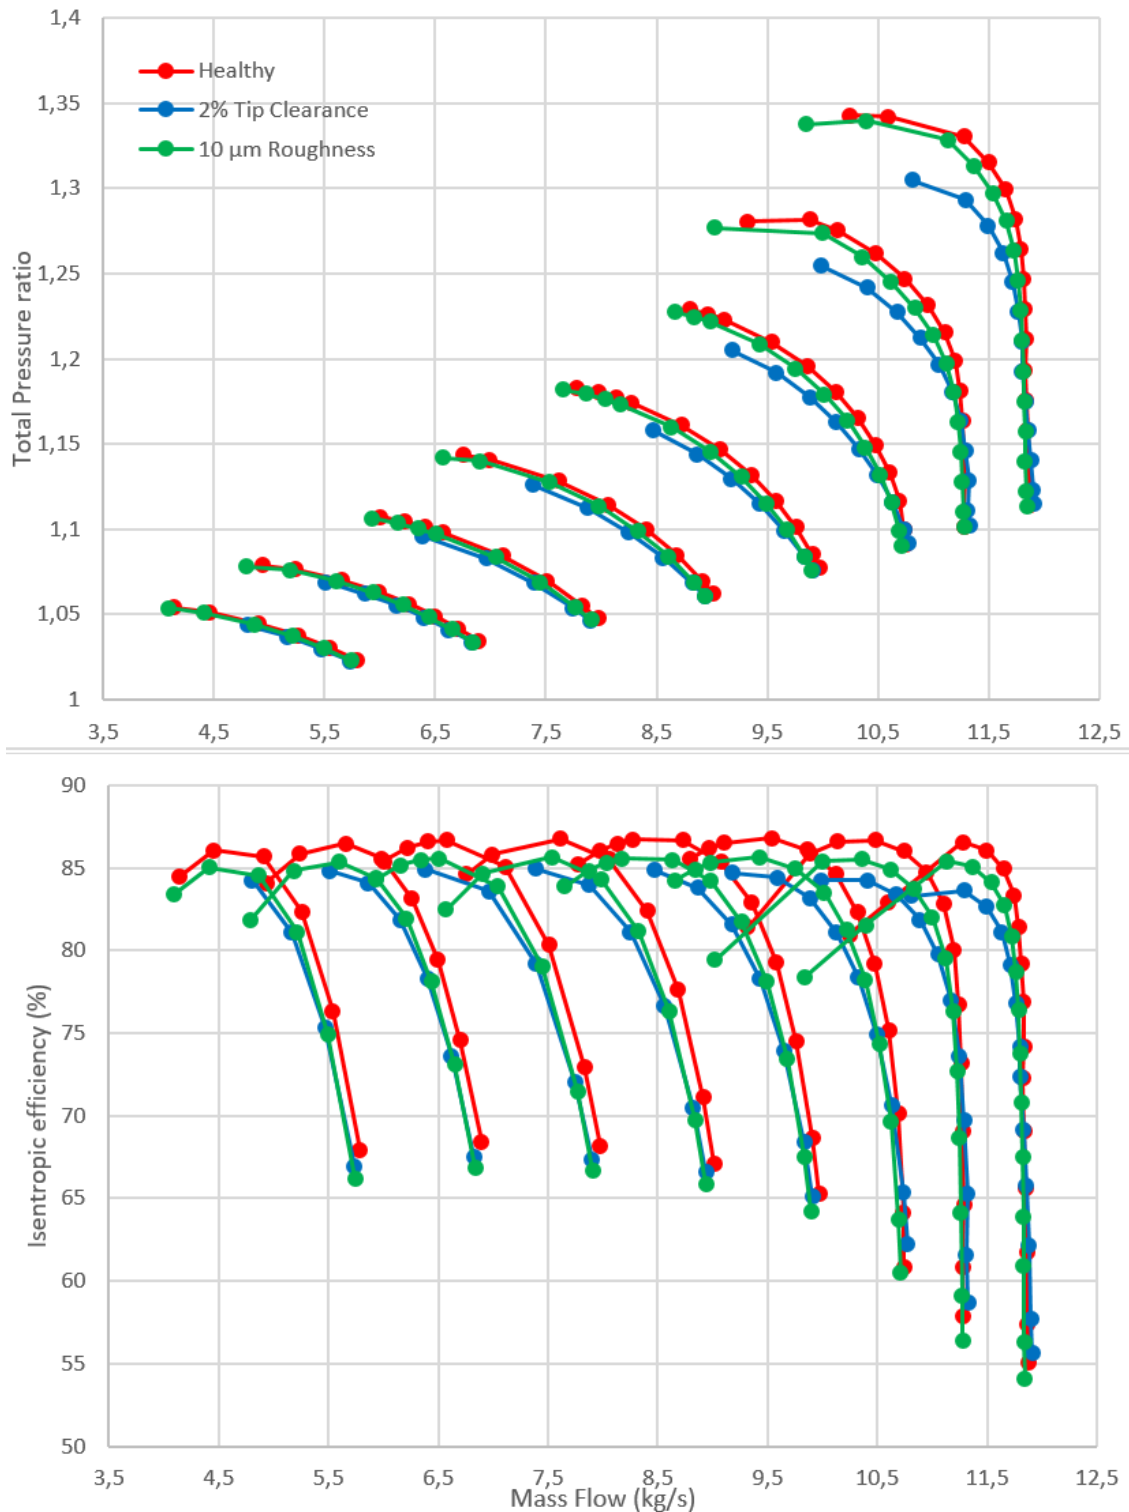 1,4
1,35
1,3
1,25
1,2
1,15
1,1
1,05
1
Total Pressure ratio
Healthy
2% Tip Clearance
10 μm Roughness
3,5 4,5 5,5 6,5 7,5 8,5 9,5 10,5 11,5 12,5
90
85
80
75
70
65
60
55
50
Isentropic efficiency (%)
3,5 4,5 5,5 6,5 7,5 8,5 9,5 10,5 11,5 12,5
Mass Flow (kg/s)